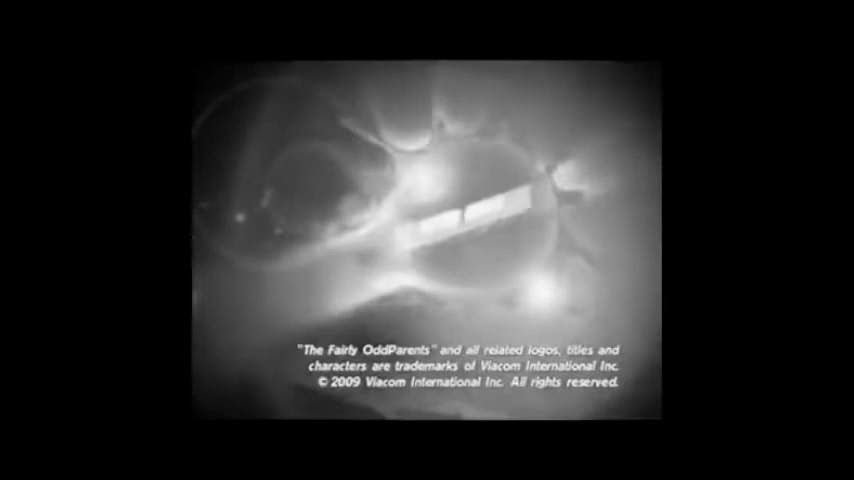 "The Fairly OddParents" and all related logos, titles and
characters are trademarks of Viacom International Inc.
© 2009 Viacom International Inc. All rights reserved.